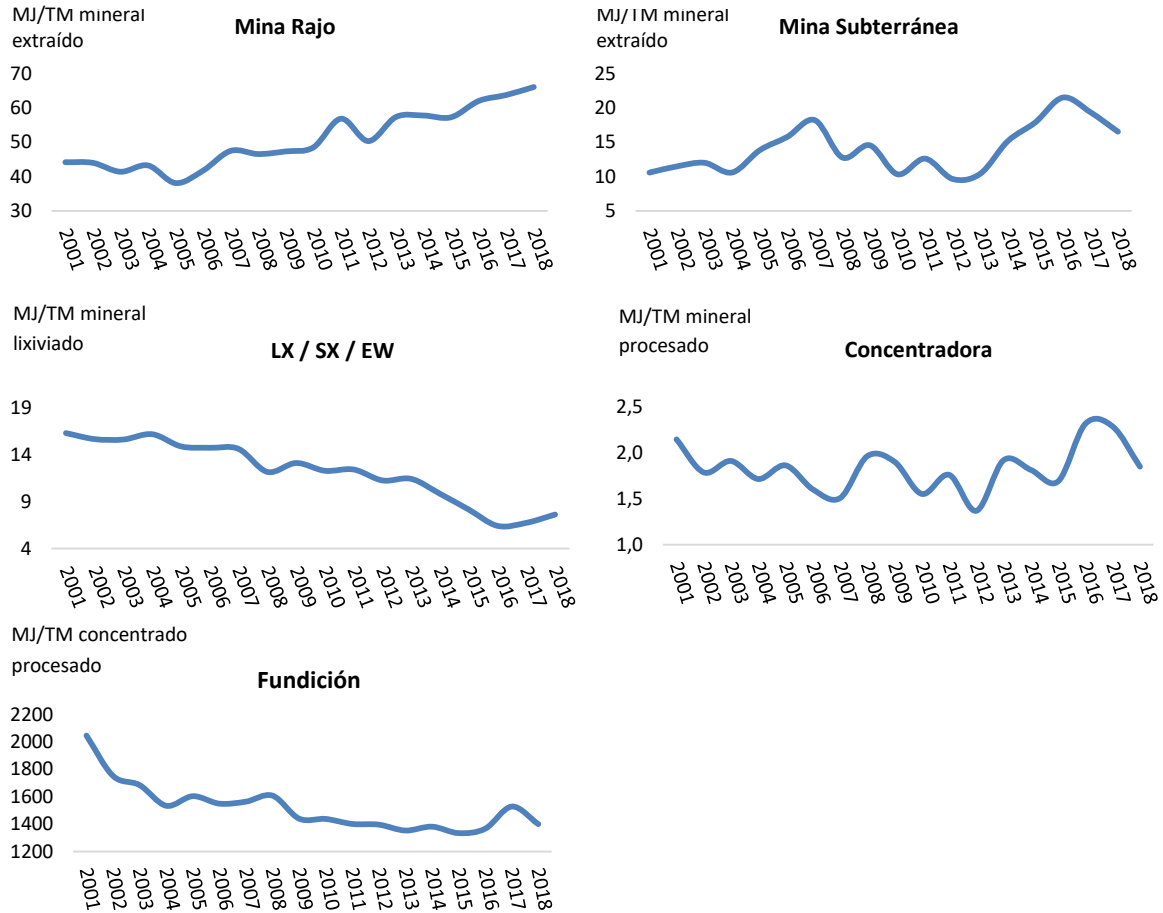 MJ/TM mineral
extraído
Mina Rajo
70
60
50
40
30
2001 2002 2003 2004 2005 2006 2007 2008 2009 2010 2011 2012 2013 2014 2015 2016 2017 2018
MJ/TM mineral
extraído
Mina Subterránea
25
20
15
10
5
2001 2002 2003 2004 2005 2006 2007 2008 2009 2010 2011 2012 2013 2014 2015 2016 2017 2018
MJ/TM mineral
lixiviado
LX / SX / EW
19
14
9
4
2001 2002 2003 2004 2005 2006 2007 2008 2009 2010 2011 2012 2013 2014 2015 2016 2017 2018
MJ/TM mineral
procesado
Concentradora
2,5
2,0
1,5
1,0
2001 2002 2003 2004 2005 2006 2007 2008 2009 2010 2011 2012 2013 2014 2015 2016 2017 2018
MJ/TM concentrado
procesado
Fundición
2200
2000
1800
1600
1400
1200
2001 2002 2003 2004 2005 2006 2007 2008 2009 2010 2011 2012 2013 2014 2015 2016 2017 2018